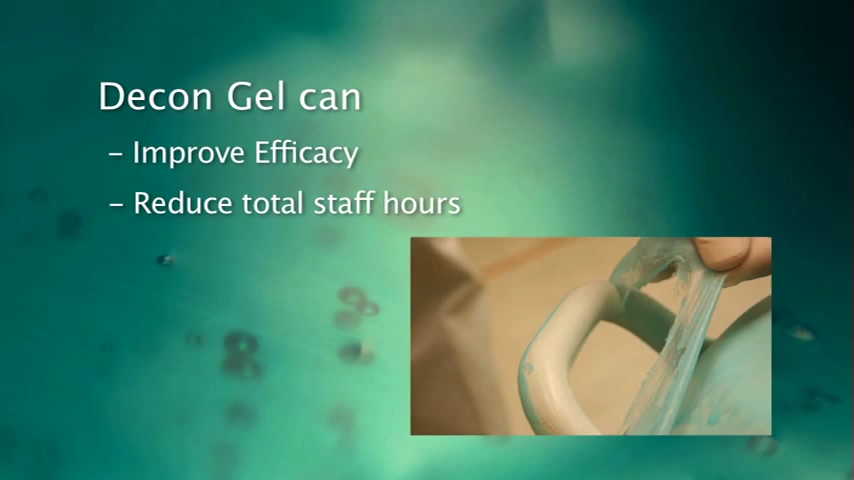 Decon Gel can
– Improve Efficacy
– Reduce total staff hours